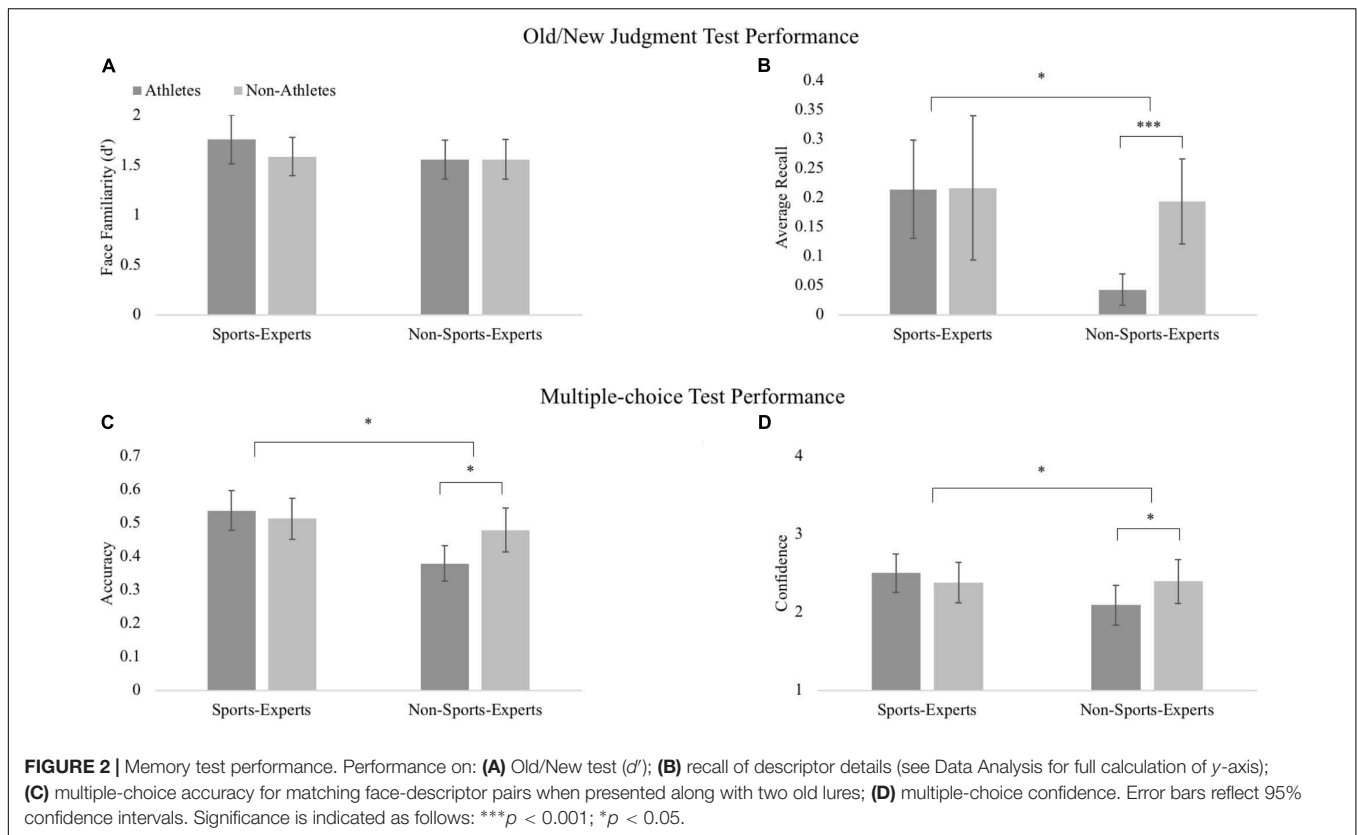 Old/New Judgment Test Performance
A
Athletes Non-Athletes
Face Familiarity (d')
2
1.5
1
0.5
0
Sports-Experts Non-Sports-Experts
B
*
***
Average Recall
0.4
0.35
0.3
0.25
0.2
0.15
0.1
0.05
0
Sports-Experts Non-Sports-Experts
Multiple-choice Test Performance
C
*
*
Accuracy
0.7
0.6
0.5
0.4
0.3
0.2
0.1
0
Sports-Experts Non-Sports-Experts
D
*
*
Confidence
4
3
2
1
Sports-Experts Non-Sports-Experts
FIGURE 2 | Memory test performance. Performance on: (A) Old/New test (d′); (B) recall of descriptor details (see Data Analysis for full calculation of y-axis);
(C) multiple-choice accuracy for matching face-descriptor pairs when presented along with two old lures; (D) multiple-choice confidence. Error bars reflect 95%
confidence intervals. Significance is indicated as follows: ***p < 0.001; *p < 0.05.